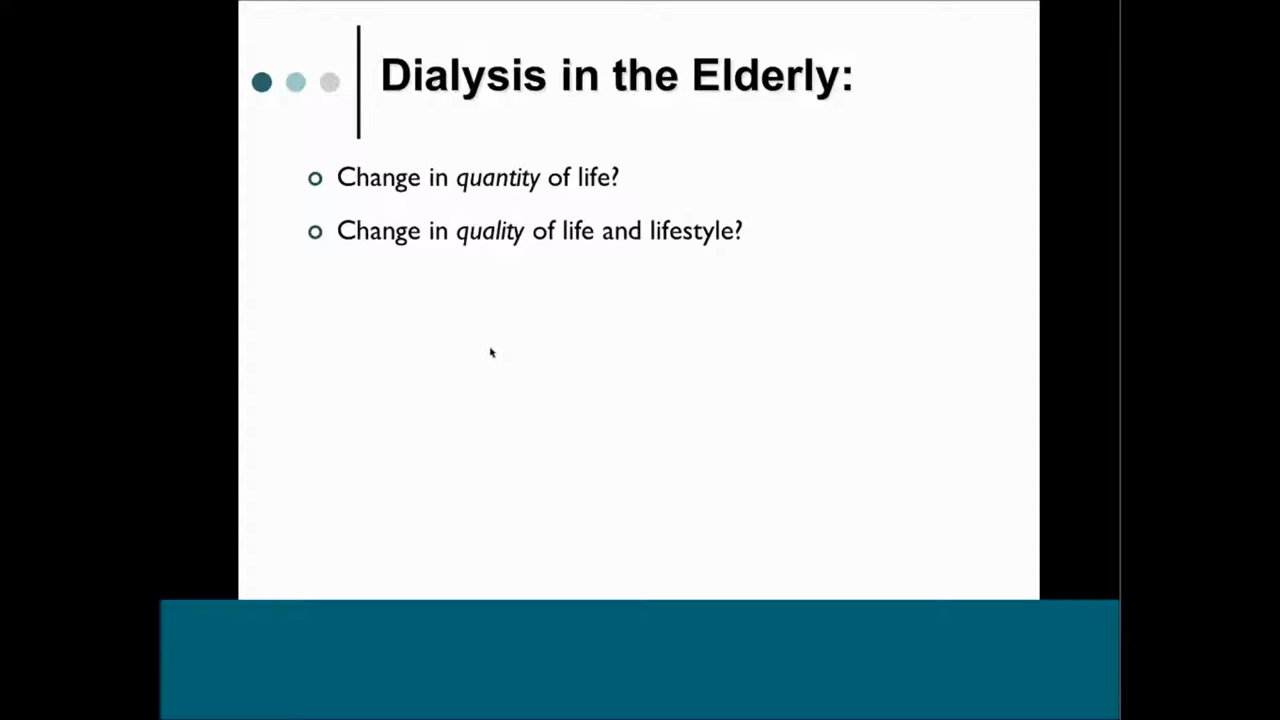 Dialysis in the Elderly:
Change in quantity of life?
Change in quality of life and lifestyle?